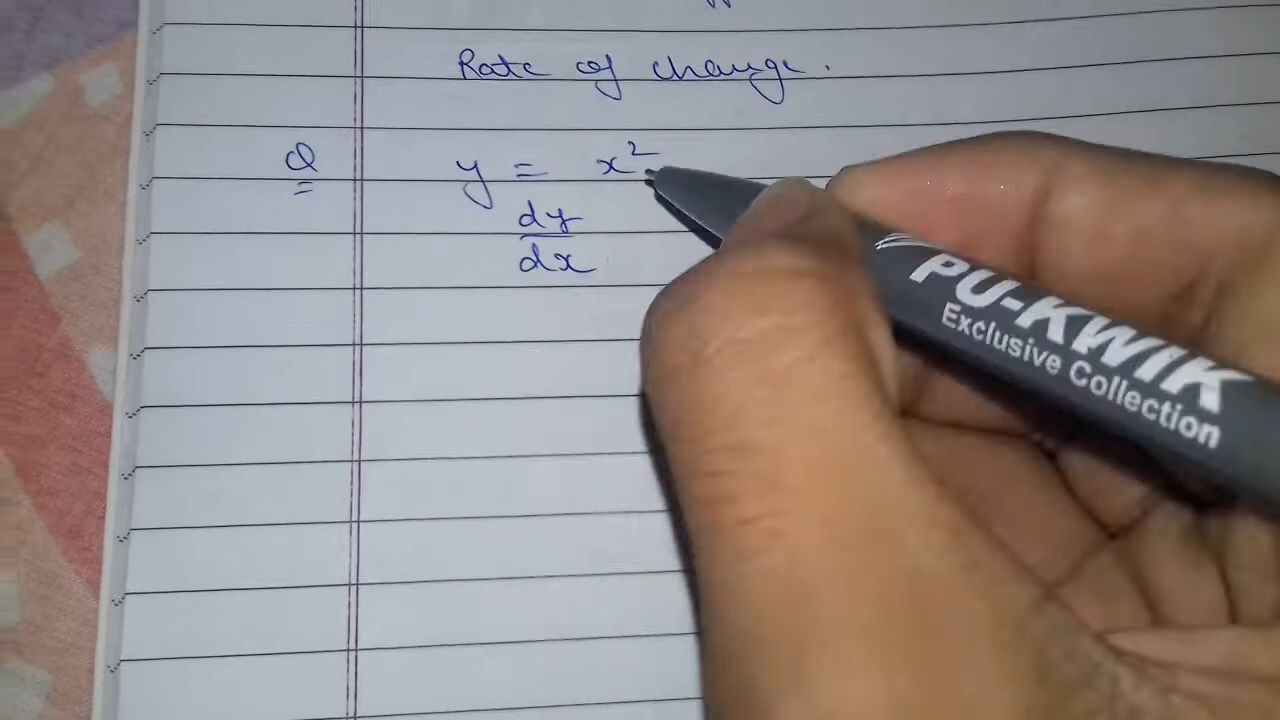 Rate of change.
Q y = x²
dy
dx
PU-KWIK
Exclusive Collection